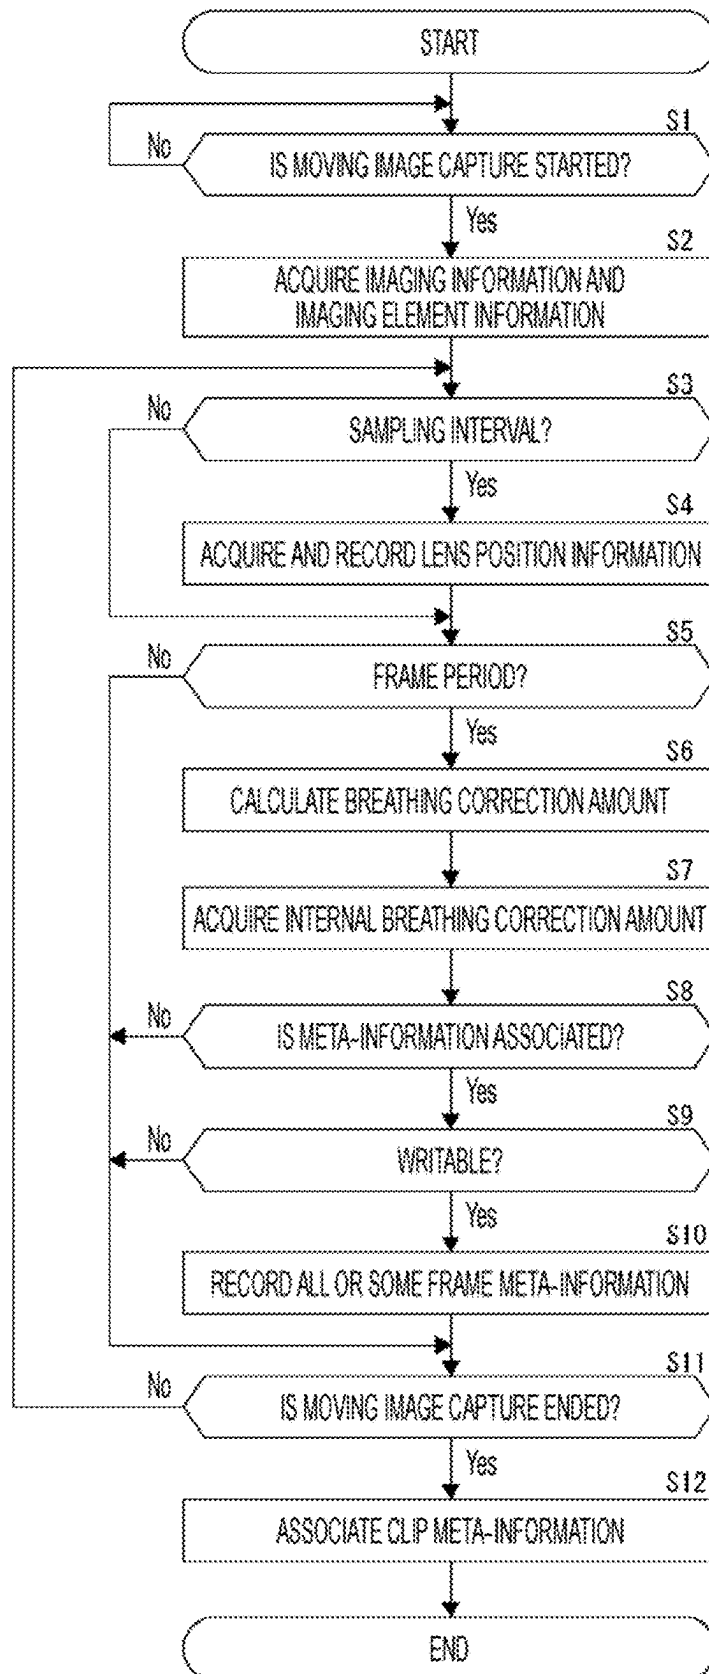 START
S1
No
IS MOVING IMAGE CAPTURE STARTED?
Yes
S2
ACQUIRE IMAGING INFORMATION AND
IMAGING ELEMENT INFORMATION
S3
No
SAMPLING INTERVAL?
Yes
S4
ACQUIRE AND RECORD LENS POSITION INFORMATION
S5
No
FRAME PERIOD?
Yes
S6
CALCULATE BREATHING CORRECTION AMOUNT
S7
ACQUIRE INTERNAL BREATHING CORRECTION AMOUNT
S8
No
IS META-INFORMATION ASSOCIATED?
Yes
S9
No
WRITABLE?
Yes
S10
RECORD ALL OR SOME FRAME META-INFORMATION
S11
No
IS MOVING IMAGE CAPTURE ENDED?
Yes
S12
ASSOCIATE CLIP META-INFORMATION
END